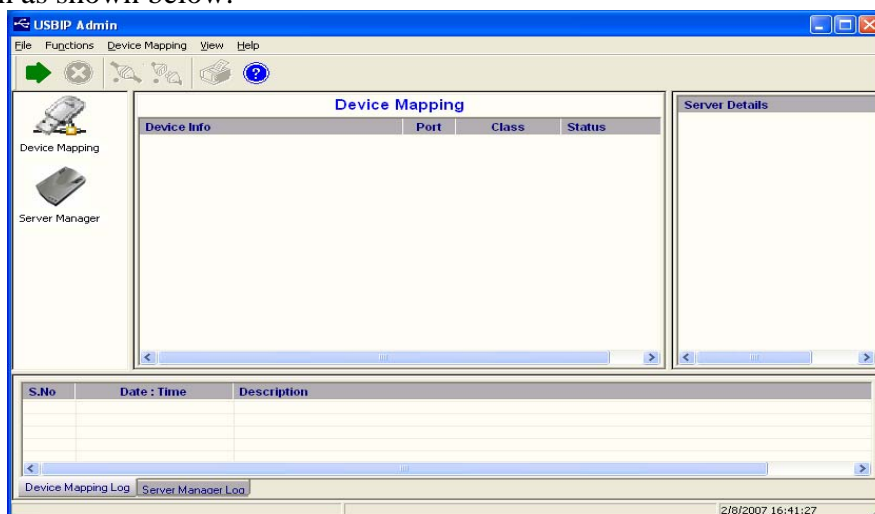 as shown below.
USBIP Admin
File Functions Device Mapping View Help
Device Mapping
Server Manager
Device Mapping
Device Info Port Class Status
Server Details
S.No Date : Time Description
Device Mapping Log Server Manager Log
2/8/2007 16:41:27